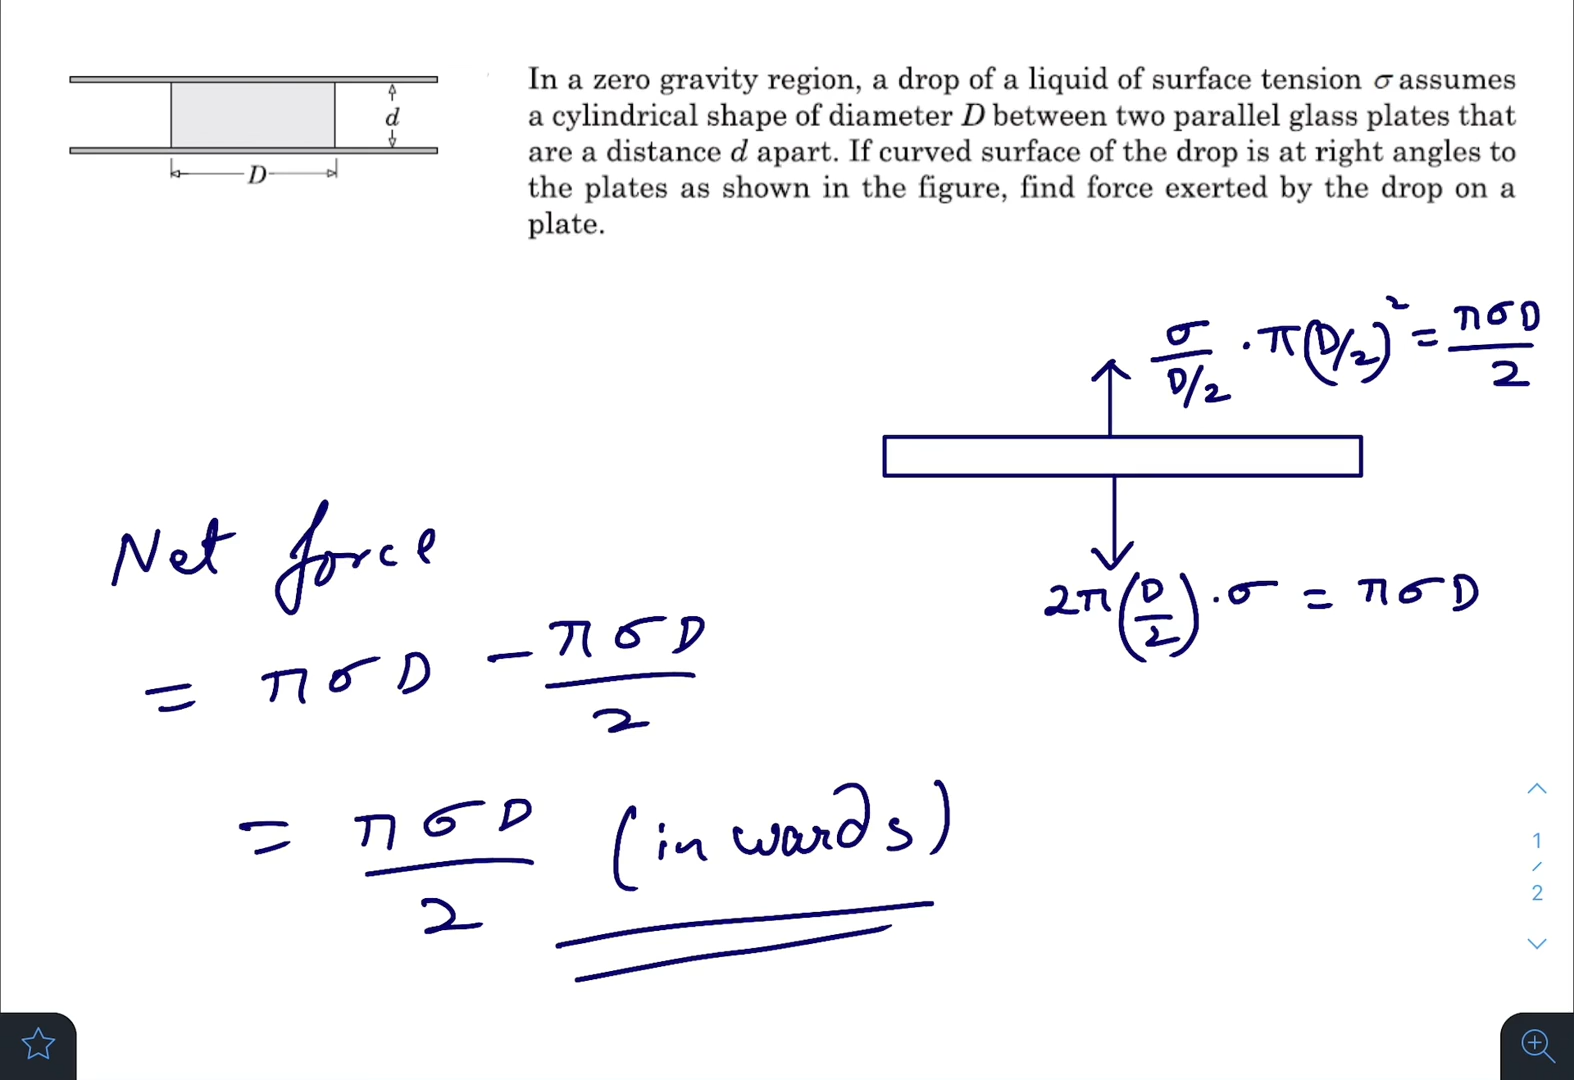 In a zero gravity region, a drop of a liquid of surface tension σ assumes
a cylindrical shape of diameter D between two parallel glass plates that
are a distance d apart. If curved surface of the drop is at right angles to
the plates as shown in the figure, find force exerted by the drop on a
plate.
d
D
σ/(D/2) · π(D/2)² = πσD/2
2π(D/2) · σ = πσD
Net force
= πσD − πσD/2
= πσD/2 (inwards)
1
/
2